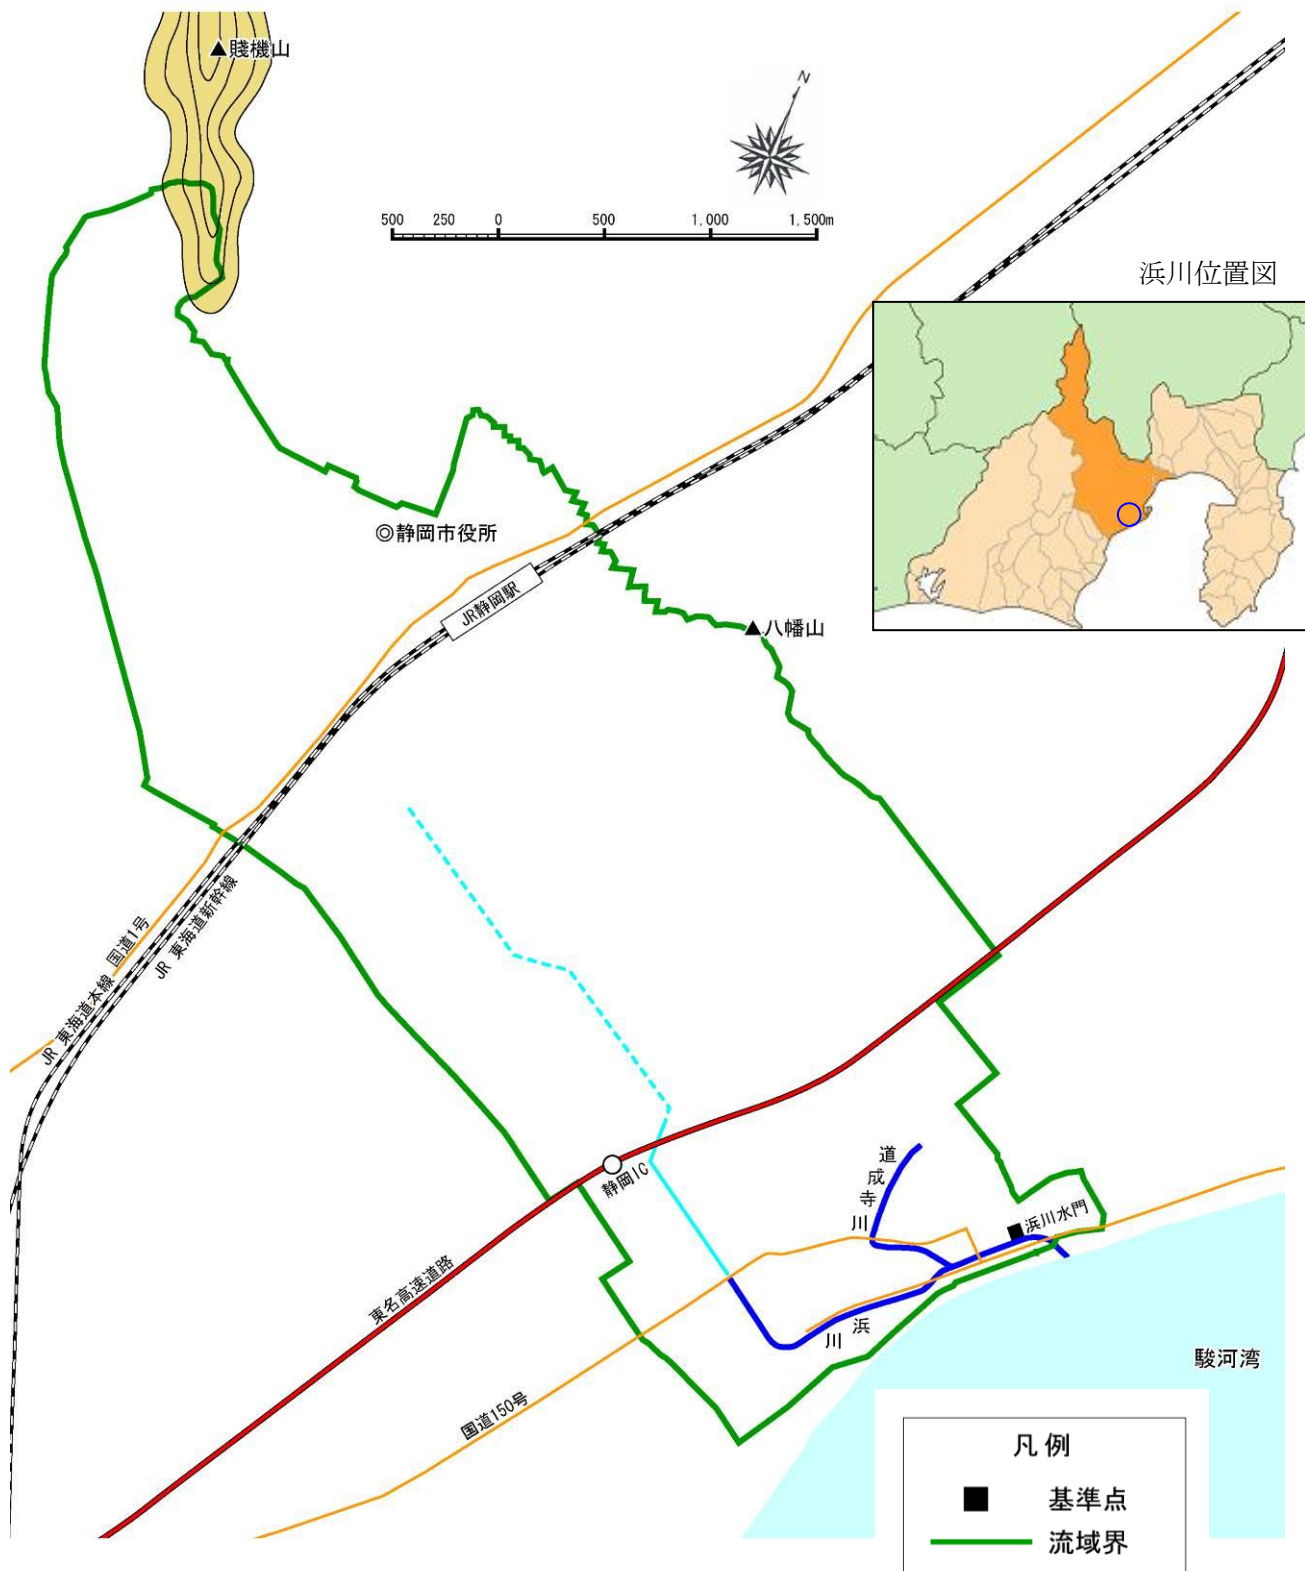 ▲賤機山
N
500 250 0 500 1,000 1,500m
浜川位置図
◎静岡市役所
JR静岡駅
▲八幡山
国道1号
JR 東海道本線
JR 東海道新幹線
静岡IC
東名高速道路
道成寺川
浜川水門
浜川
国道150号
駿河湾
凡例
■ 基準点
流域界